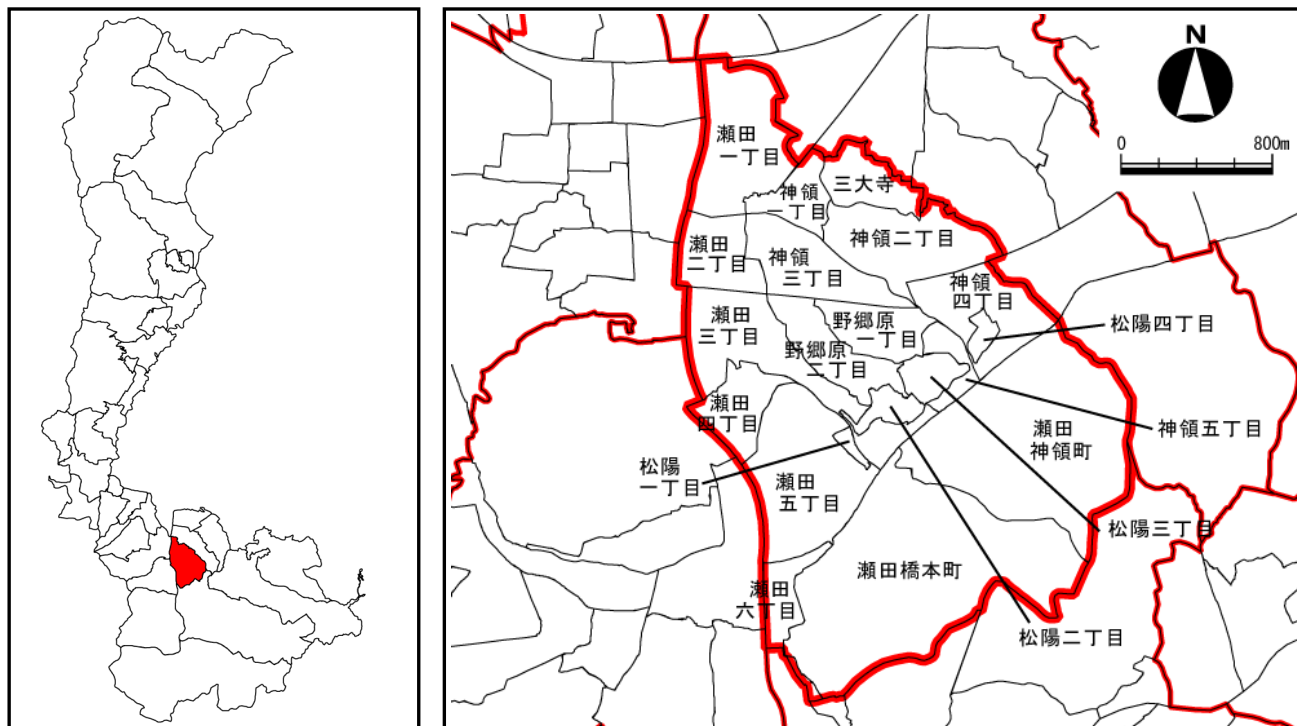 N
0
800m
瀬田
一丁目
三大寺
神領
一丁目
神領二丁目
瀬田
二丁目
神領
三丁目
神領
四丁目
瀬田
三丁目
野郷原
一丁目
松陽四丁目
野郷原
二丁目
瀬田
四丁目
瀬田
神領町
神領五丁目
松陽
一丁目
瀬田
五丁目
松陽三丁目
瀬田橋本町
瀬田
六丁目
松陽二丁目